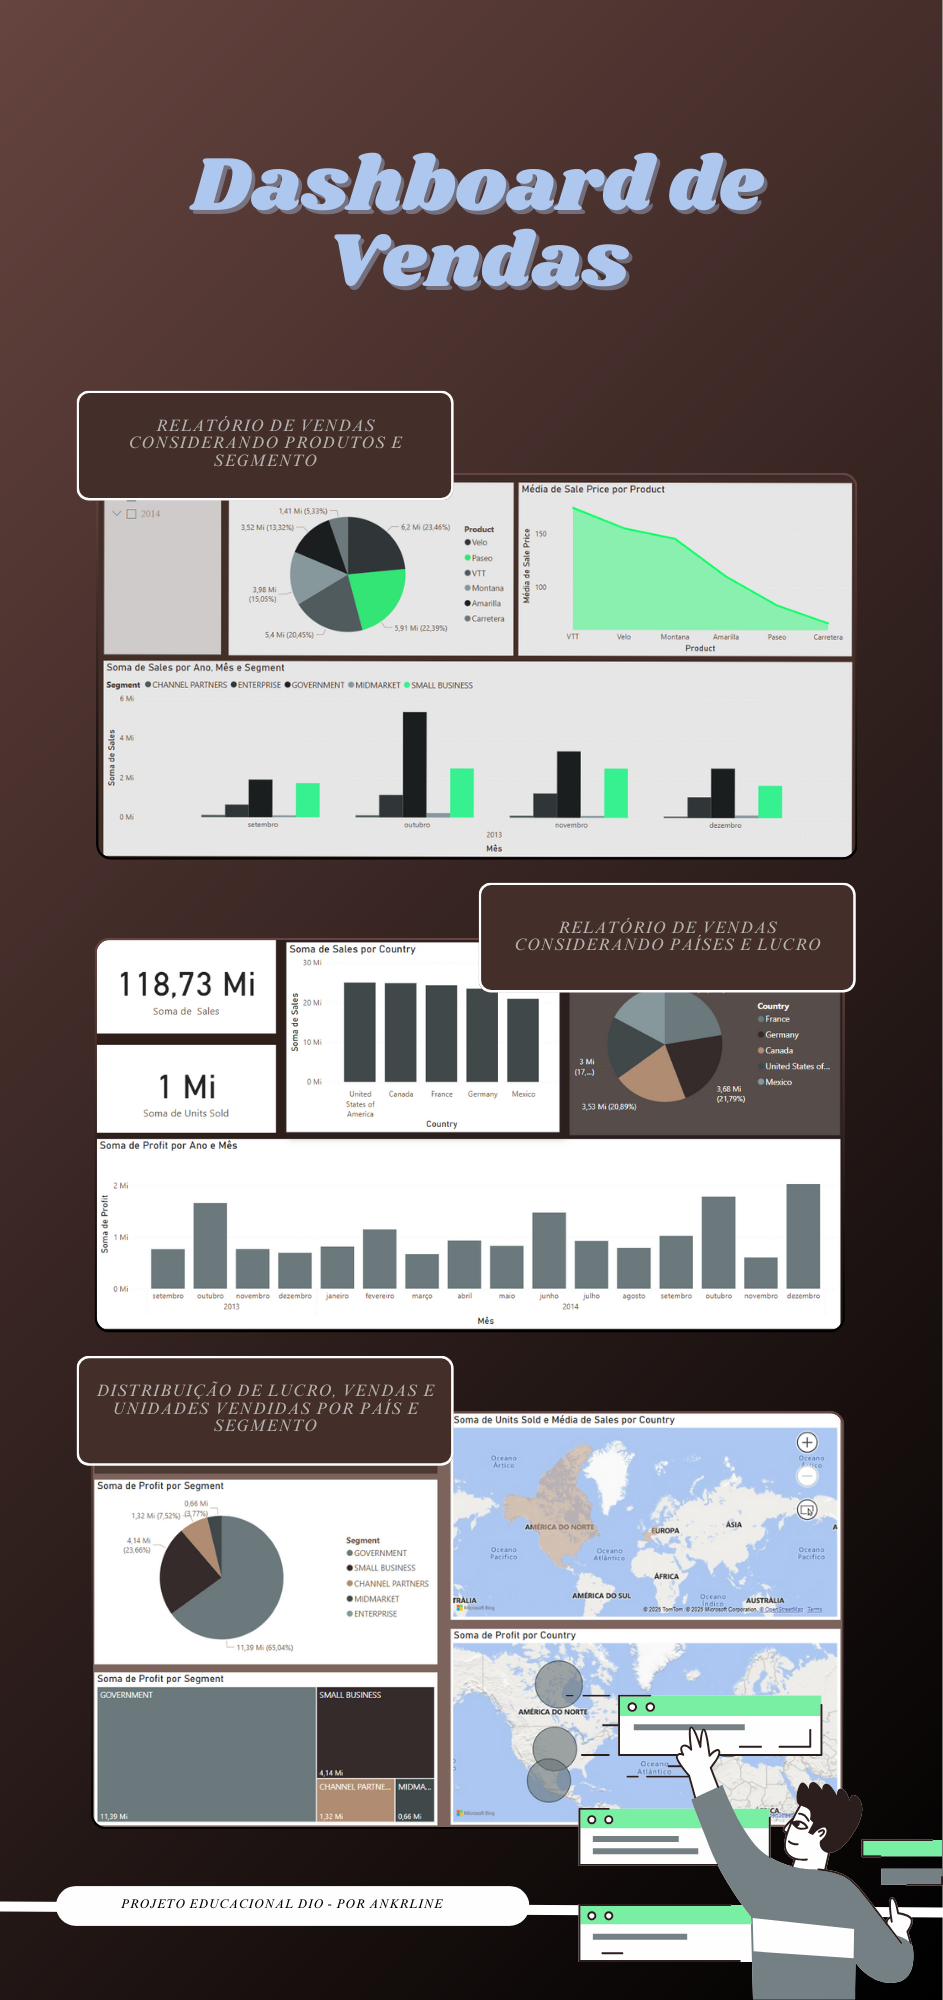 Dashboard de
Vendas
RELATÓRIO DE VENDAS
CONSIDERANDO PRODUTOS E
SEGMENTO
2014
1,41 Mi (5,33%)
3,52 Mi (13,32%)
6,2 Mi (23,46%)
3,98 Mi
(15,05%)
5,4 Mi (20,45%)
5,91 Mi (22,39%)
Product
Velo
Paseo
VTT
Montana
Amarilla
Carretera
Média de Sale Price por Product
Média de Sale Price
150
100
VTT Velo Montana Amarilla Paseo Carretera
Product
Soma de Sales por Ano, Mês e Segment
Segment CHANNEL PARTNERS ENTERPRISE GOVERNMENT MIDMARKET SMALL BUSINESS
Soma de Sales
6 Mi
4 Mi
2 Mi
0 Mi
setembro outubro novembro dezembro
2013
Mês
RELATÓRIO DE VENDAS
CONSIDERANDO PAÍSES E LUCRO
118,73 Mi
Soma de Sales
1 Mi
Soma de Units Sold
Soma de Sales por Country
Soma de Sales
30 Mi
20 Mi
10 Mi
0 Mi
United
States of
America
Canada France Germany Mexico
Country
3 Mi
(17,...)
3,53 Mi (20,89%)
3,68 Mi
(21,79%)
Country
France
Germany
Canada
United States of...
Mexico
Soma de Profit por Ano e Mês
Soma de Profit
2 Mi
1 Mi
0 Mi
setembro outubro novembro dezembro janeiro fevereiro março abril maio junho julho agosto setembro outubro novembro dezembro
2013 2014
Mês
DISTRIBUIÇÃO DE LUCRO, VENDAS E
UNIDADES VENDIDAS POR PAÍS E
SEGMENTO
Soma de Profit por Segment
0,66 Mi
(3,77%)
1,32 Mi (7,52%)
4,14 Mi
(23,66%)
11,39 Mi (65,04%)
Segment
GOVERNMENT
SMALL BUSINESS
CHANNEL PARTNERS
MIDMARKET
ENTERPRISE
Soma de Profit por Segment
GOVERNMENT
11,39 Mi
SMALL BUSINESS
4,14 Mi
CHANNEL PARTNE...
1,32 Mi
MIDMA...
0,66 Mi
Soma de Units Sold e Média de Sales por Country
Oceano
Ártico
Oceano
Ártico
AMÉRICA DO NORTE
EUROPA
ÁSIA
A
Oceano
Pacífico
Oceano
Atlântico
Oceano
Pacífico
ÁFRICA
AMÉRICA DO SUL
Oceano
Índico
TRÁLIA
AUSTRÁLIA
Microsoft Bing
© 2025 TomTom, © 2025 Microsoft Corporation, © OpenStreetMap Terms
Soma de Profit por Country
AMÉRICA DO NORTE
Oceano
Atlântico
Microsoft Bing
PROJETO EDUCACIONAL DIO - POR ANKRLINE